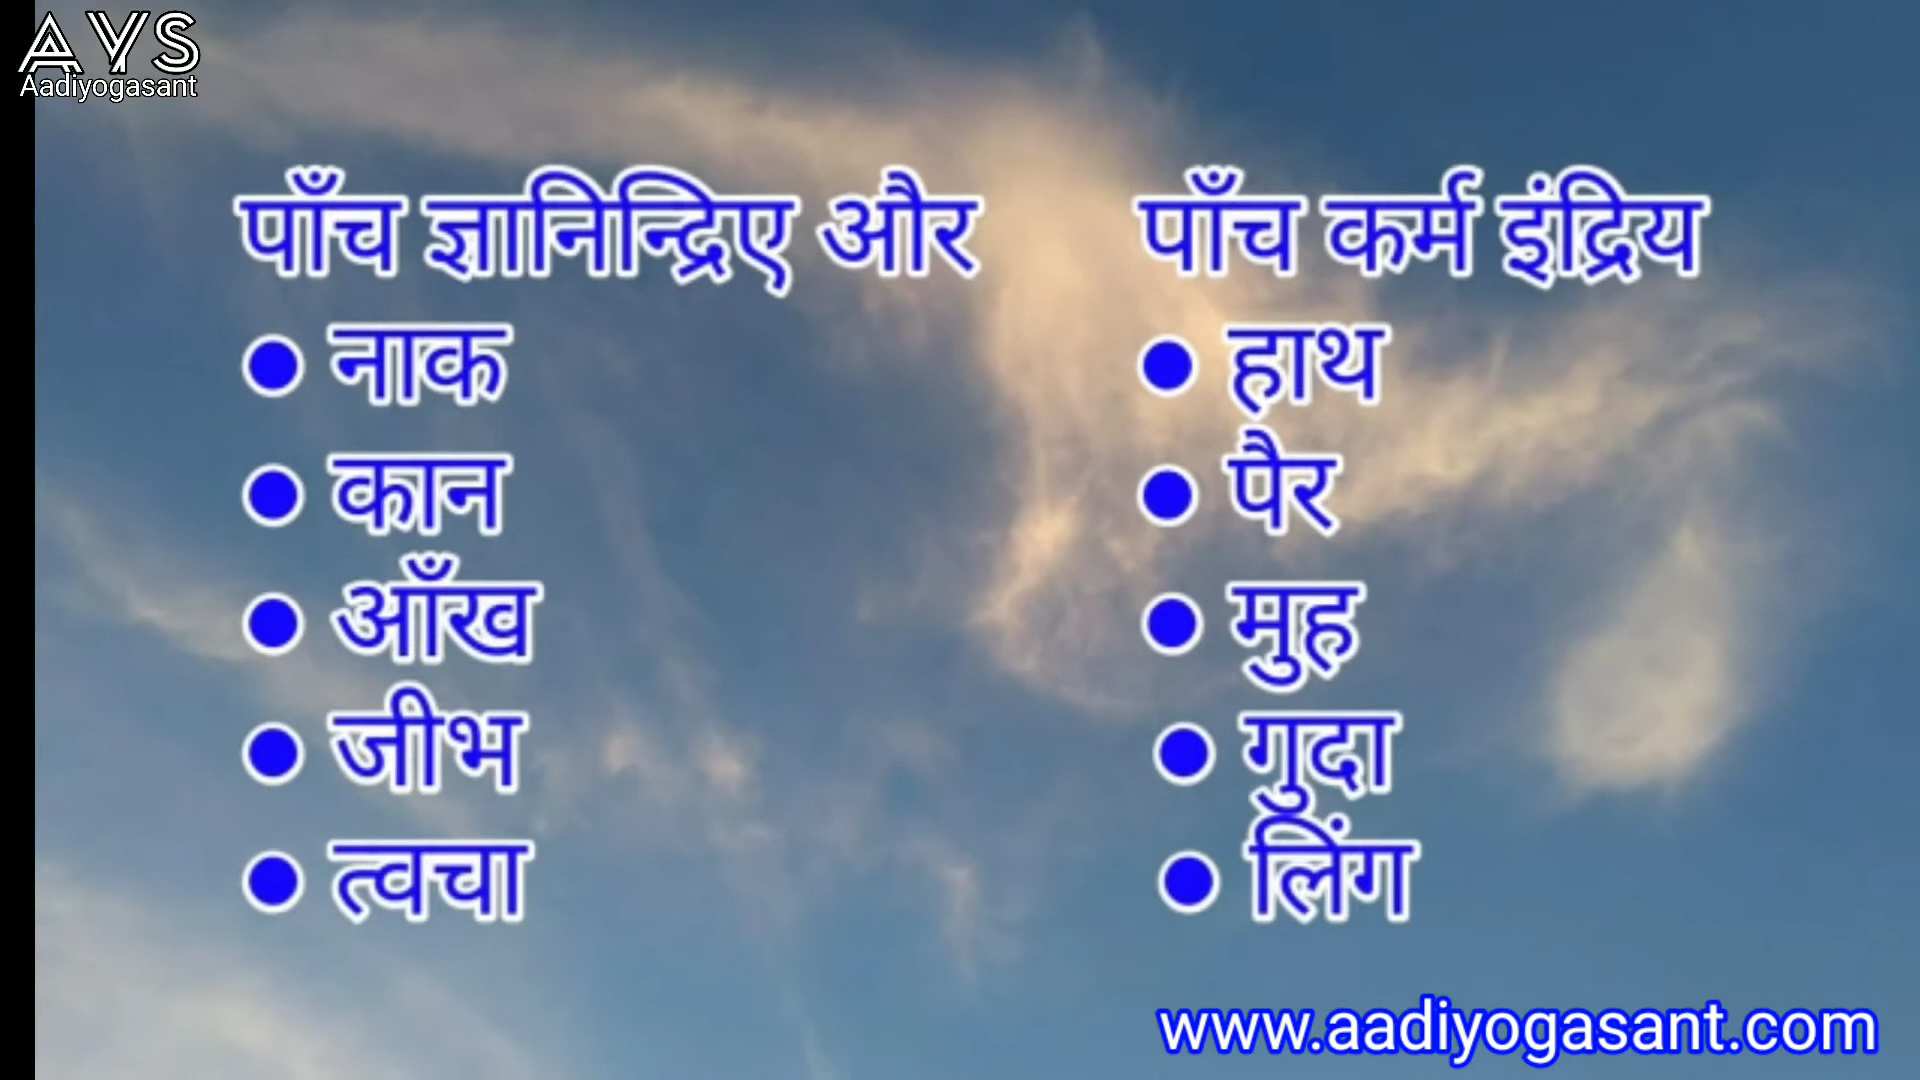 AYS
Aadiyogasant
पाँच ज्ञानिन्द्रिए और
● नाक
● कान
● आँख
● जीभ
● त्वचा
पाँच कर्म इंद्रिय
● हाथ
● पैर
● मुह
● गुदा
● लिंग
www.aadiyogasant.com